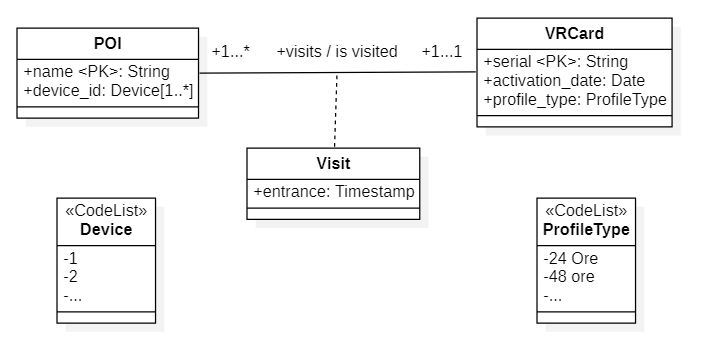 POI
+name <PK>: String
+device_id: Device[1..*]
+1...*
+visits / is visited
+1...1
VRCard
+serial <PK>: String
+activation_date: Date
+profile_type: ProfileType
Visit
+entrance: Timestamp
«CodeList»
Device
-1
-2
-...
«CodeList»
ProfileType
-24 Ore
-48 ore
-...